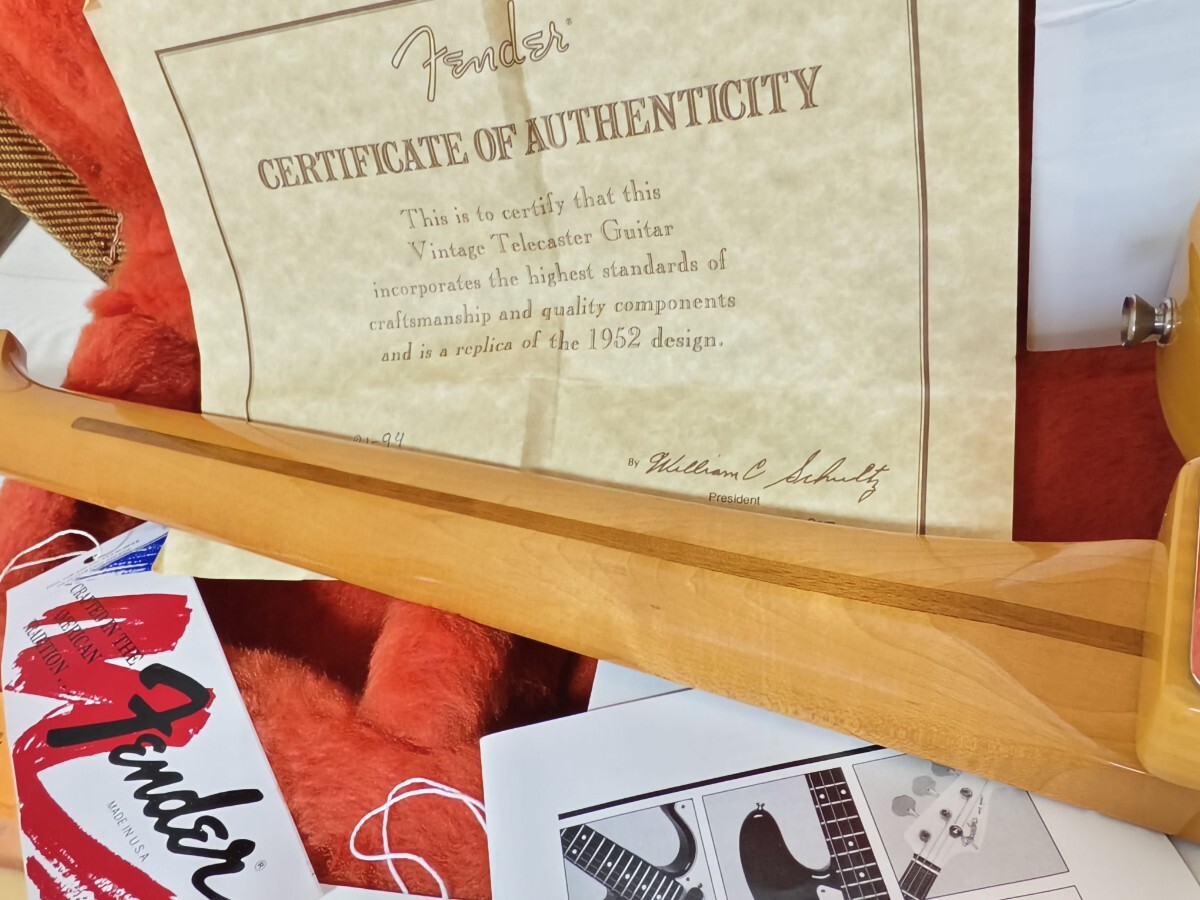 Fender®
CERTIFICATE OF AUTHENTICITY
This is to certify that this
Vintage Telecaster Guitar
incorporates the highest standards of
craftsmanship and quality components
and is a replica of the 1952 design.
-94
By William C Schultz
President
CRAFTED IN THE
AMERICAN
TRADITION...
Fender®
MADE IN U.S.A
Fender